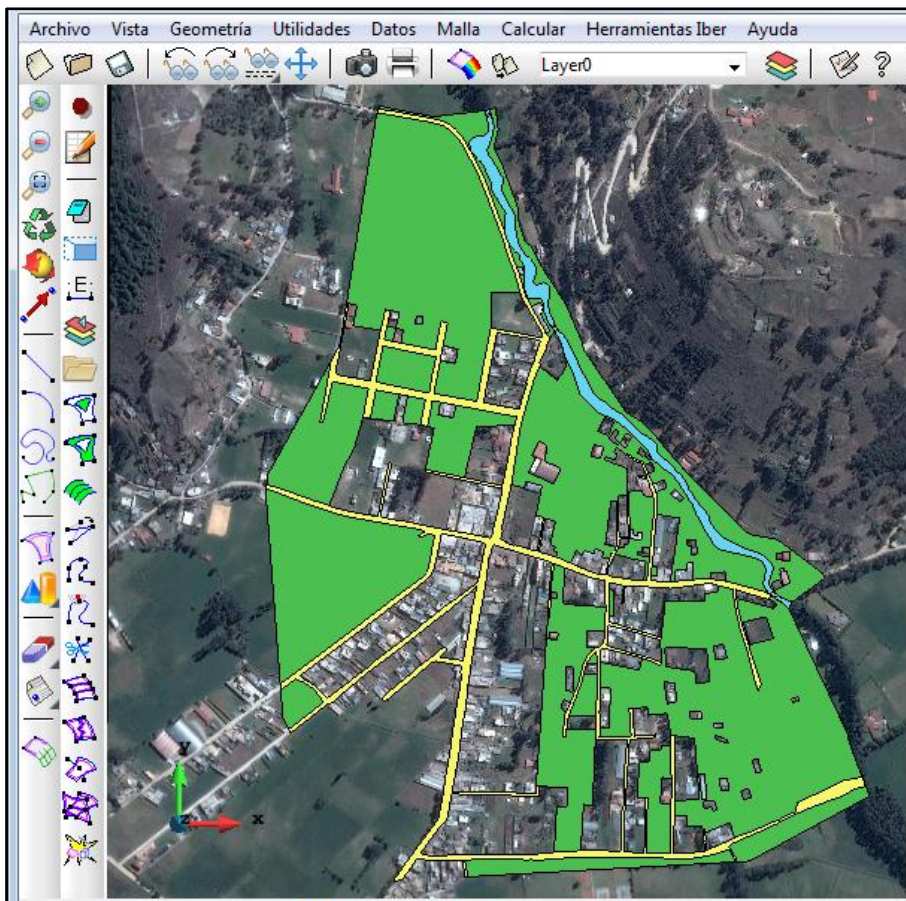 Archivo Vista Geometría Utilidades Datos Malla Calcular Herramientas Iber Ayuda
Layer0
E
y
z x